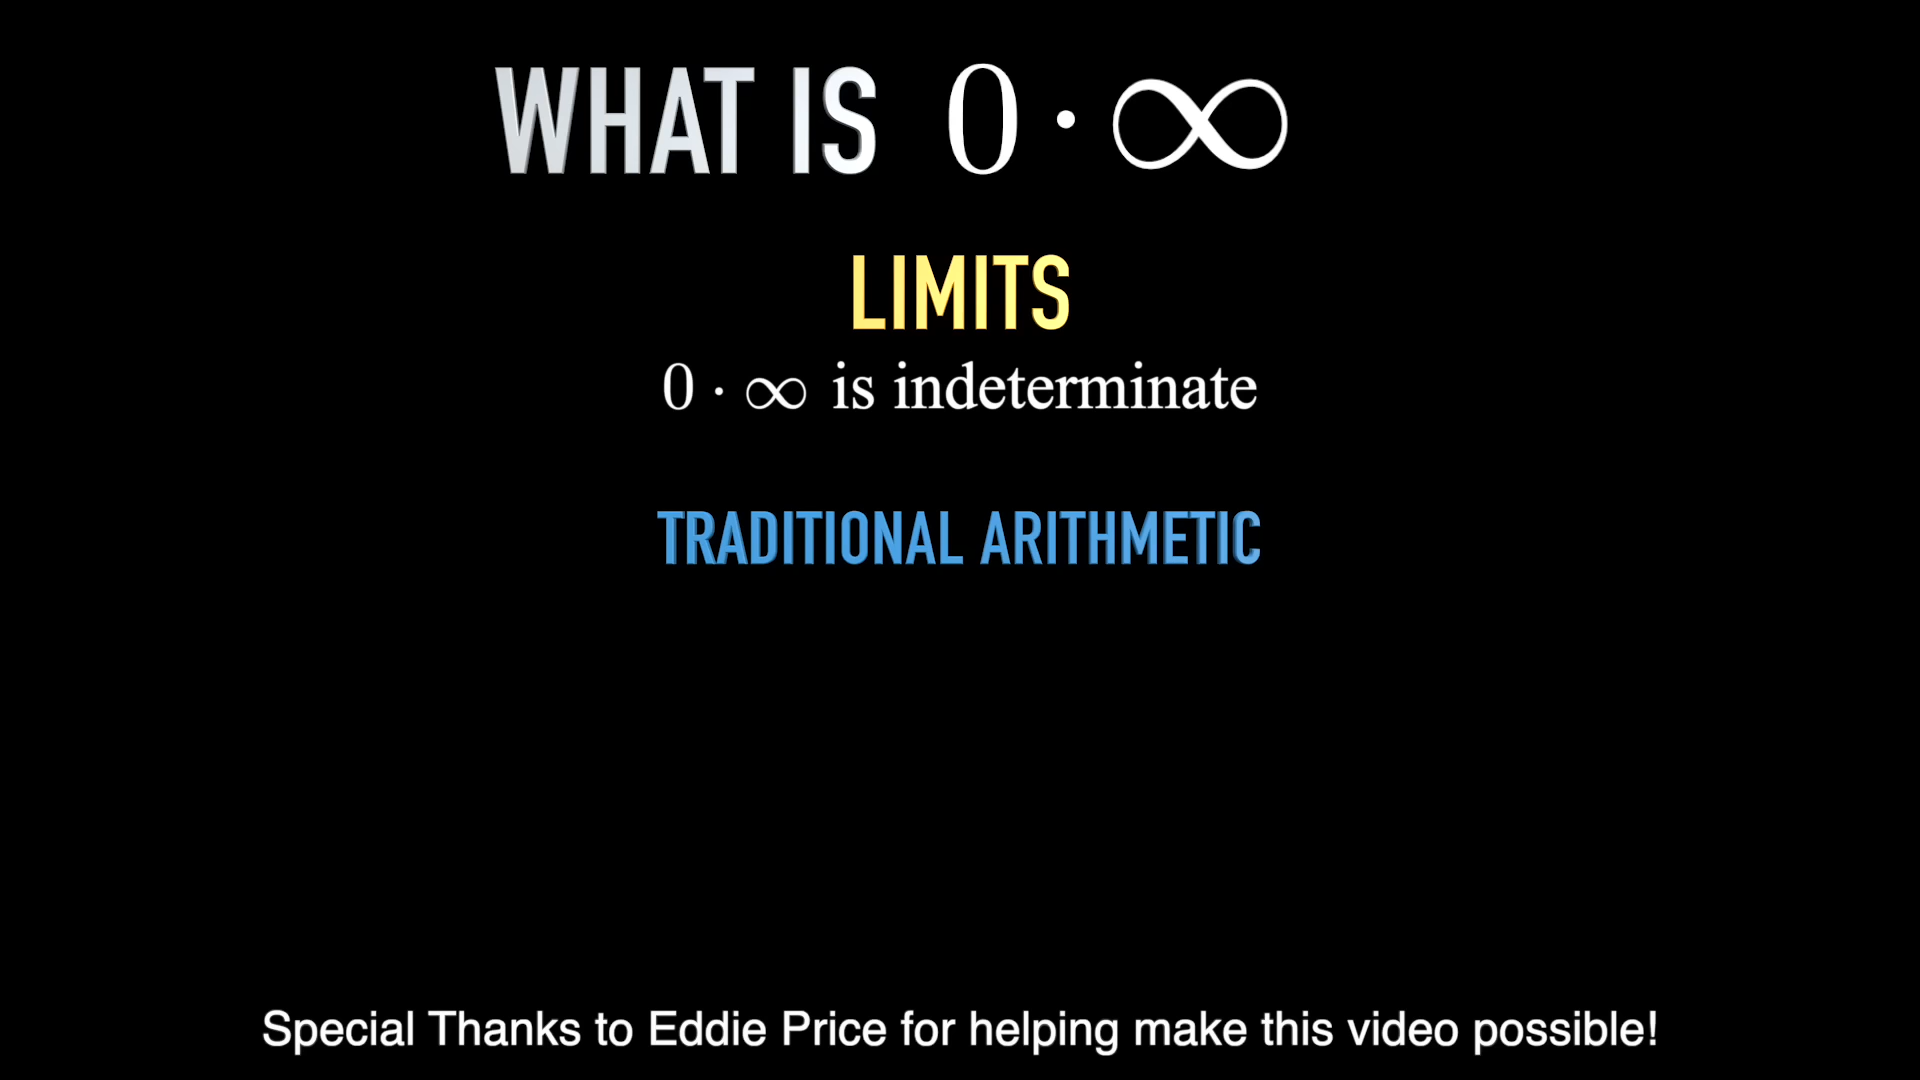 WHAT IS 0 · ∞
LIMITS
0 · ∞ is indeterminate
TRADITIONAL ARITHMETIC
Special Thanks to Eddie Price for helping make this video possible!